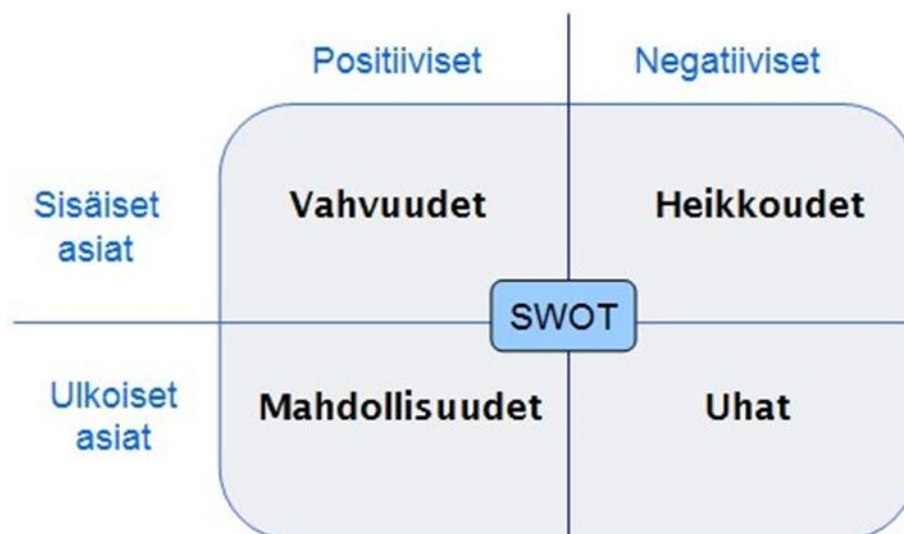 Positiiviset
Negatiiviset
Sisäiset
asiat
Vahvuudet
Heikkoudet
SWOT
Ulkoiset
asiat
Mahdollisuudet
Uhat